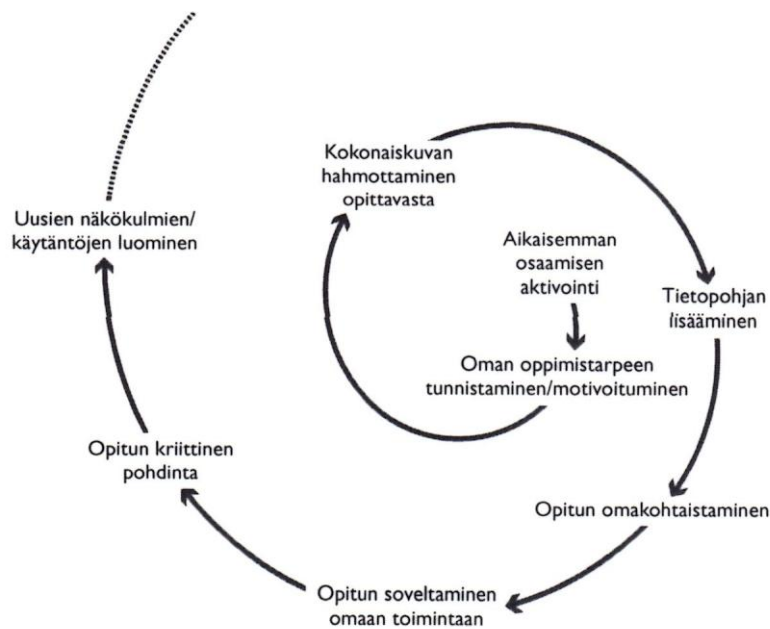 Kokonaiskuvan
hahmottaminen
opittavasta
Uusien näkökulmien/
käytäntöjen luominen
Aikaisemman
osaamisen
aktivointi
Tietopohjan
lisääminen
Oman oppimistarpeen
tunnistaminen/motivoituminen
Opitun kriittinen
pohdinta
Opitun omakohtaistaminen
Opitun soveltaminen
omaan toimintaan